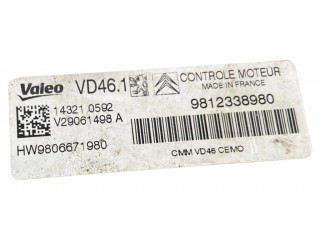 Valeo VD46.1 CONTROLE MOTEUR
MADE IN FRANCE
14321.0592 9812338980
V29061498 A
HW9806671980 CMM VD46 CEMO